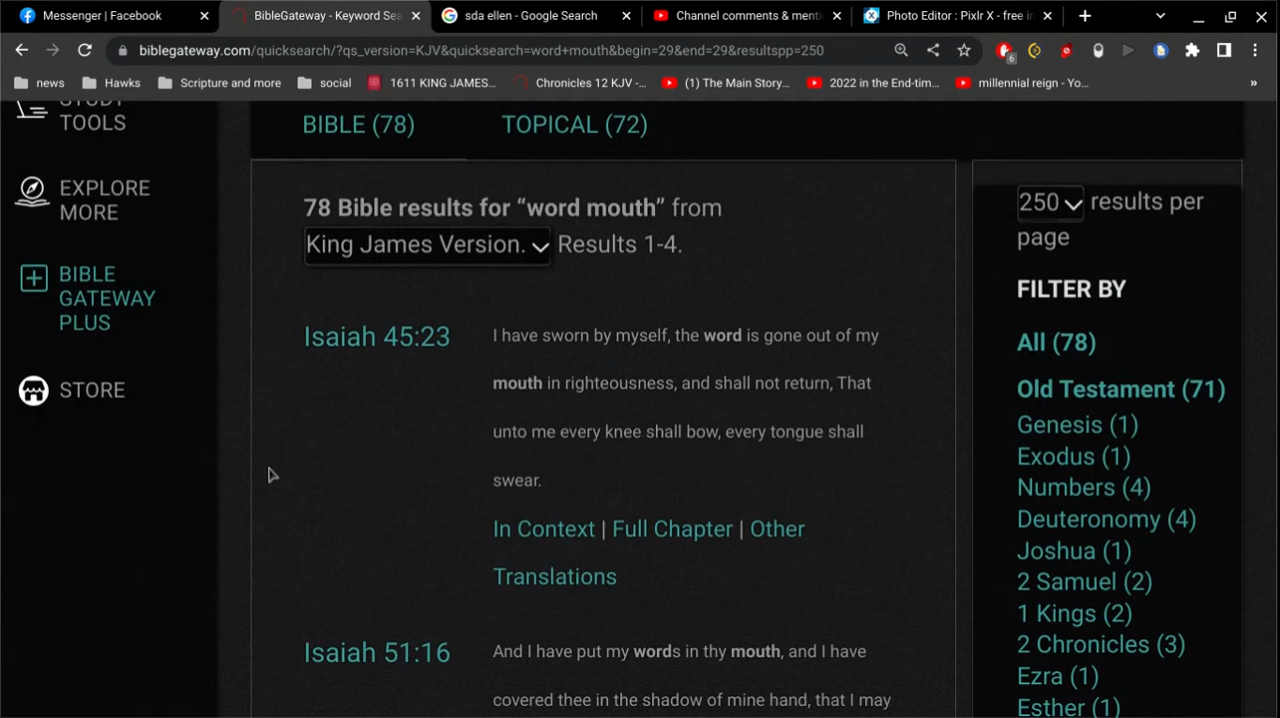 Messenger | Facebook
BibleGateway - Keyword Sea
sda ellen - Google Search
Channel comments & menti
Photo Editor : Pixlr X - free in
biblegateway.com/quicksearch/?qs_version=KJV&quicksearch=word+mouth&begin=29&end=29&resultspp=250
6
news
Hawks
Scripture and more
social
1611 KING JAMES...
Chronicles 12 KJV -...
(1) The Main Story...
2022 in the End-tim...
millennial reign - Yo...
»
STUDY
TOOLS
EXPLORE
MORE
BIBLE
GATEWAY
PLUS
STORE
BIBLE (78)
TOPICAL (72)
78 Bible results for “word mouth” from
King James Version. Results 1-4.
Isaiah 45:23
I have sworn by myself, the word is gone out of my
mouth in righteousness, and shall not return, That
unto me every knee shall bow, every tongue shall
swear.
In Context | Full Chapter | Other
Translations
Isaiah 51:16
And I have put my words in thy mouth, and I have
covered thee in the shadow of mine hand, that I may
250 results per
page
FILTER BY
All (78)
Old Testament (71)
Genesis (1)
Exodus (1)
Numbers (4)
Deuteronomy (4)
Joshua (1)
2 Samuel (2)
1 Kings (2)
2 Chronicles (3)
Ezra (1)
Esther (1)